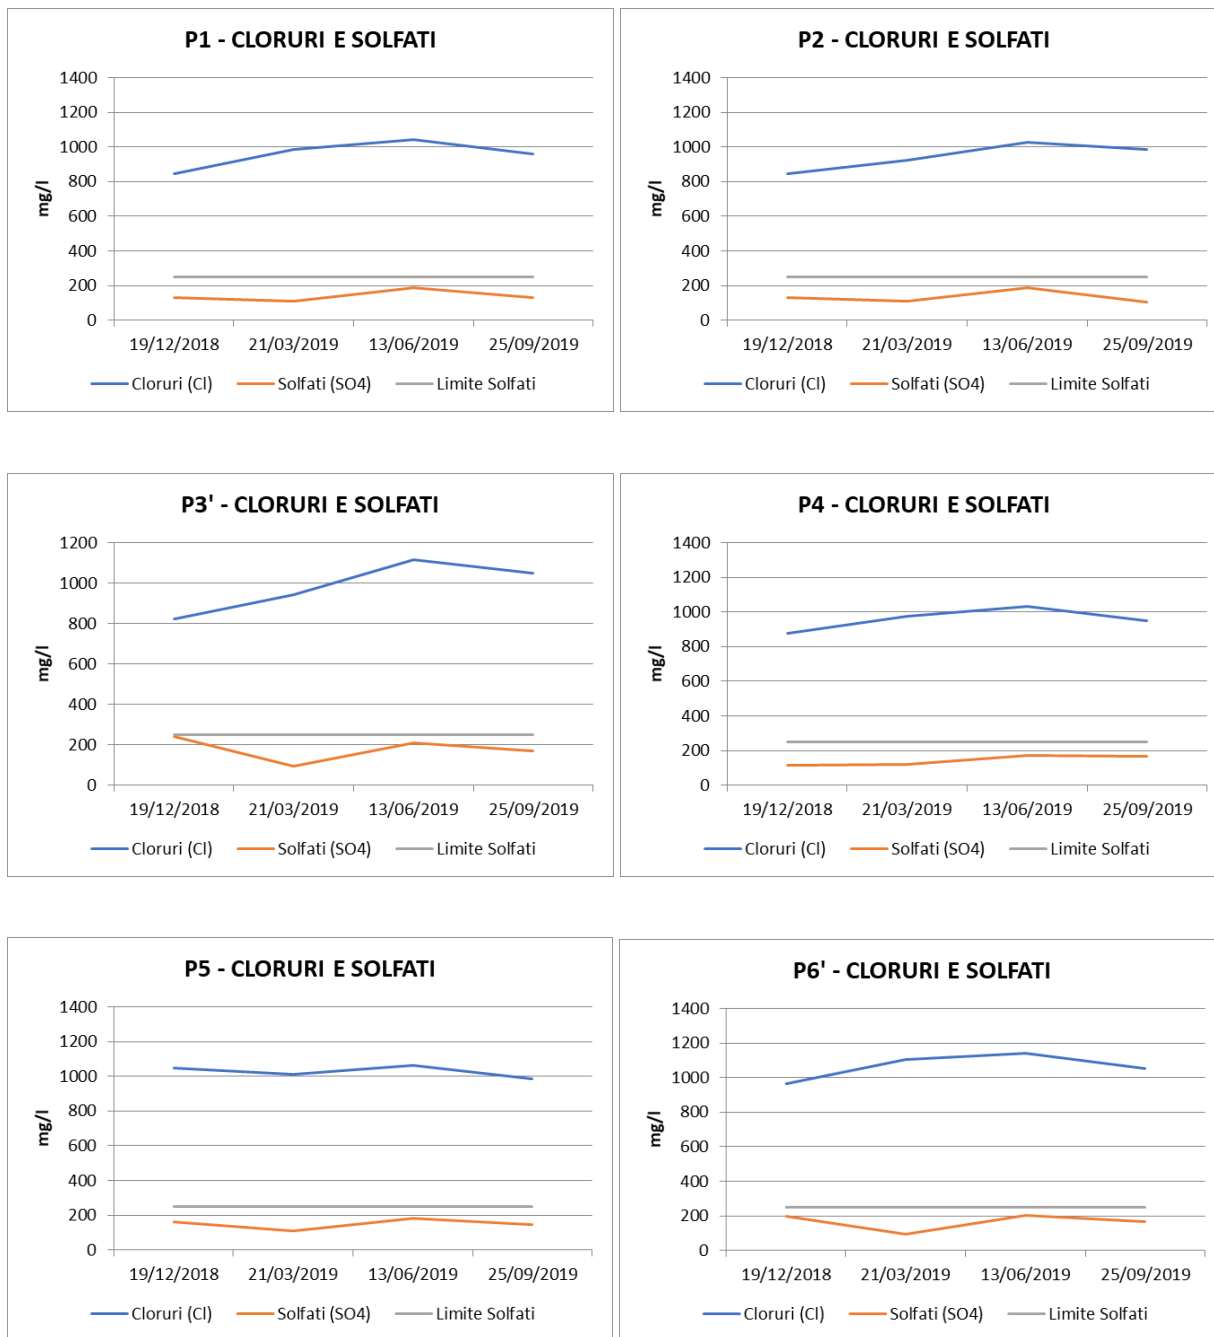 P1 - CLORURI E SOLFATI
1400
1200
1000
800
600
400
200
0
mg/l
19/12/2018 21/03/2019 13/06/2019 25/09/2019
Cloruri (Cl) Solfati (SO4) Limite Solfati
P2 - CLORURI E SOLFATI
1400
1200
1000
800
600
400
200
0
mg/l
19/12/2018 21/03/2019 13/06/2019 25/09/2019
Cloruri (Cl) Solfati (SO4) Limite Solfati
P3' - CLORURI E SOLFATI
1200
1000
800
600
400
200
0
mg/l
19/12/2018 21/03/2019 13/06/2019 25/09/2019
Cloruri (Cl) Solfati (SO4) Limite Solfati
P4 - CLORURI E SOLFATI
1400
1200
1000
800
600
400
200
0
mg/l
19/12/2018 21/03/2019 13/06/2019 25/09/2019
Cloruri (Cl) Solfati (SO4) Limite Solfati
P5 - CLORURI E SOLFATI
1400
1200
1000
800
600
400
200
0
mg/l
19/12/2018 21/03/2019 13/06/2019 25/09/2019
Cloruri (Cl) Solfati (SO4) Limite Solfati
P6' - CLORURI E SOLFATI
1400
1200
1000
800
600
400
200
0
mg/l
19/12/2018 21/03/2019 13/06/2019 25/09/2019
Cloruri (Cl) Solfati (SO4) Limite Solfati